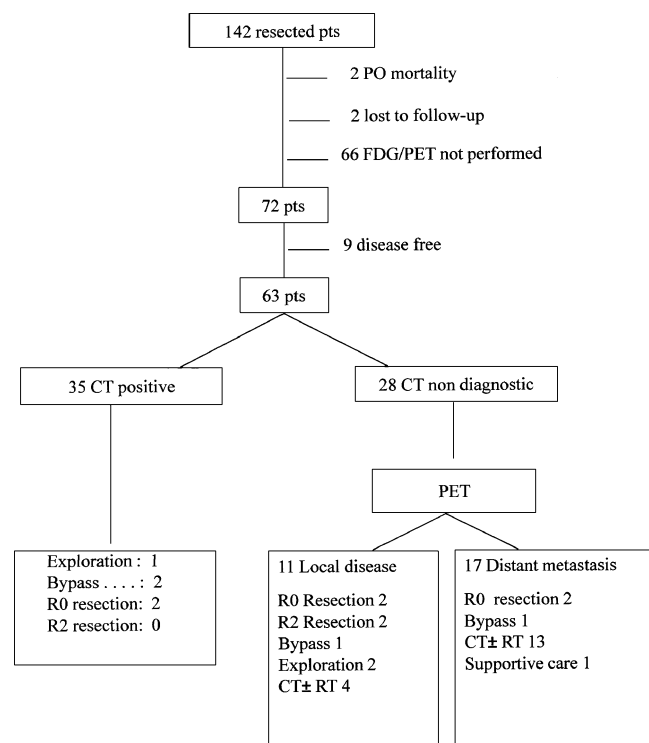 142 resected pts
2 PO mortality
2 lost to follow-up
66 FDG/PET not performed
72 pts
9 disease free
63 pts
35 CT positive
28 CT non diagnostic
PET
Exploration : 1
Bypass . . . . : 2
R0 resection: 2
R2 resection: 0
11 Local disease
R0 Resection 2
R2 Resection 2
Bypass 1
Exploration 2
CT± RT 4
17 Distant metastasis
R0 resection 2
Bypass 1
CT± RT 13
Supportive care 1